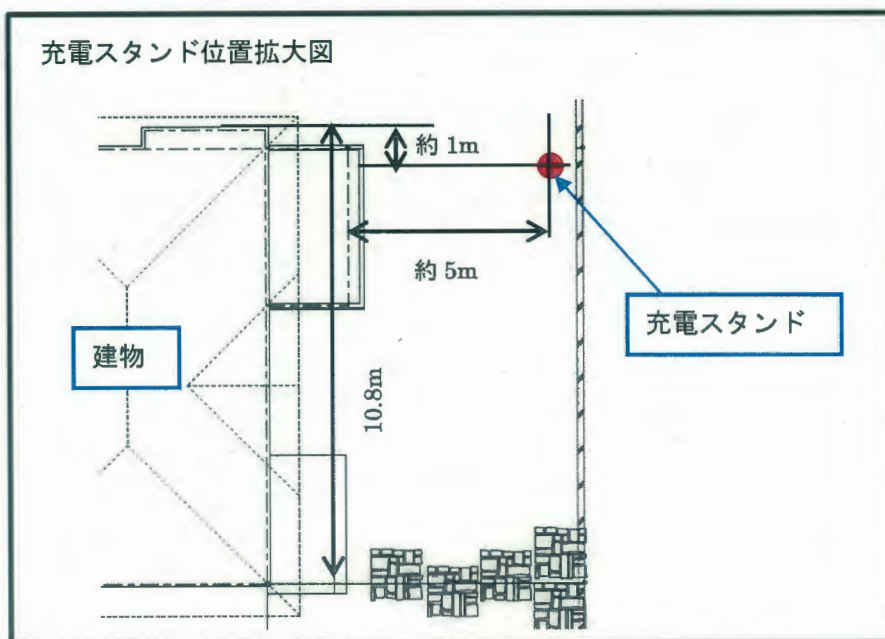 充電スタンド位置拡大図
約 1m
約 5m
充電スタンド
建物
10.8m